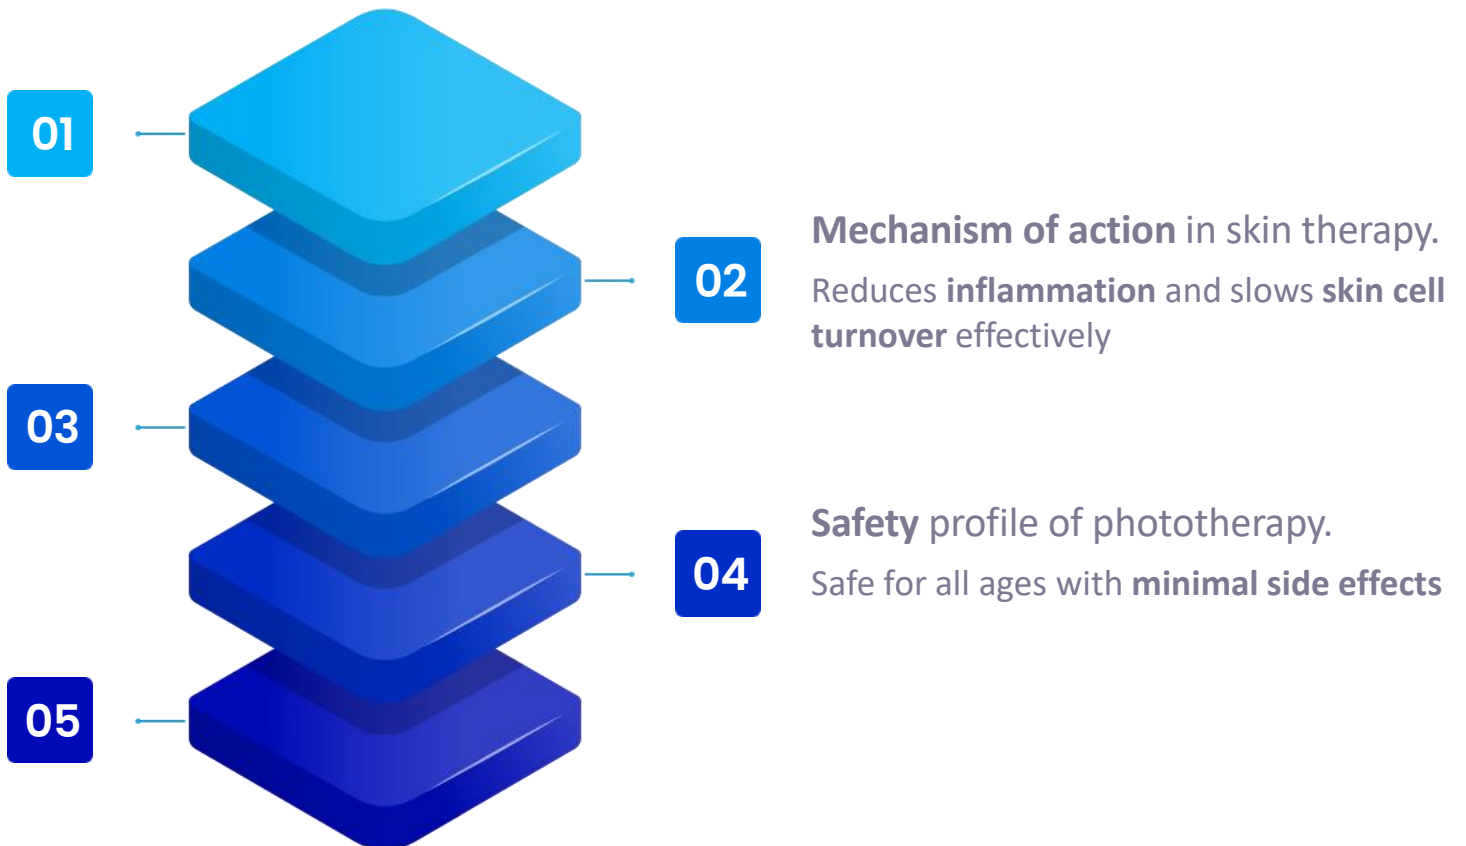 01
02
Mechanism of action in skin therapy.
Reduces inflammation and slows skin cell
turnover effectively
03
04
Safety profile of phototherapy.
Safe for all ages with minimal side effects
05